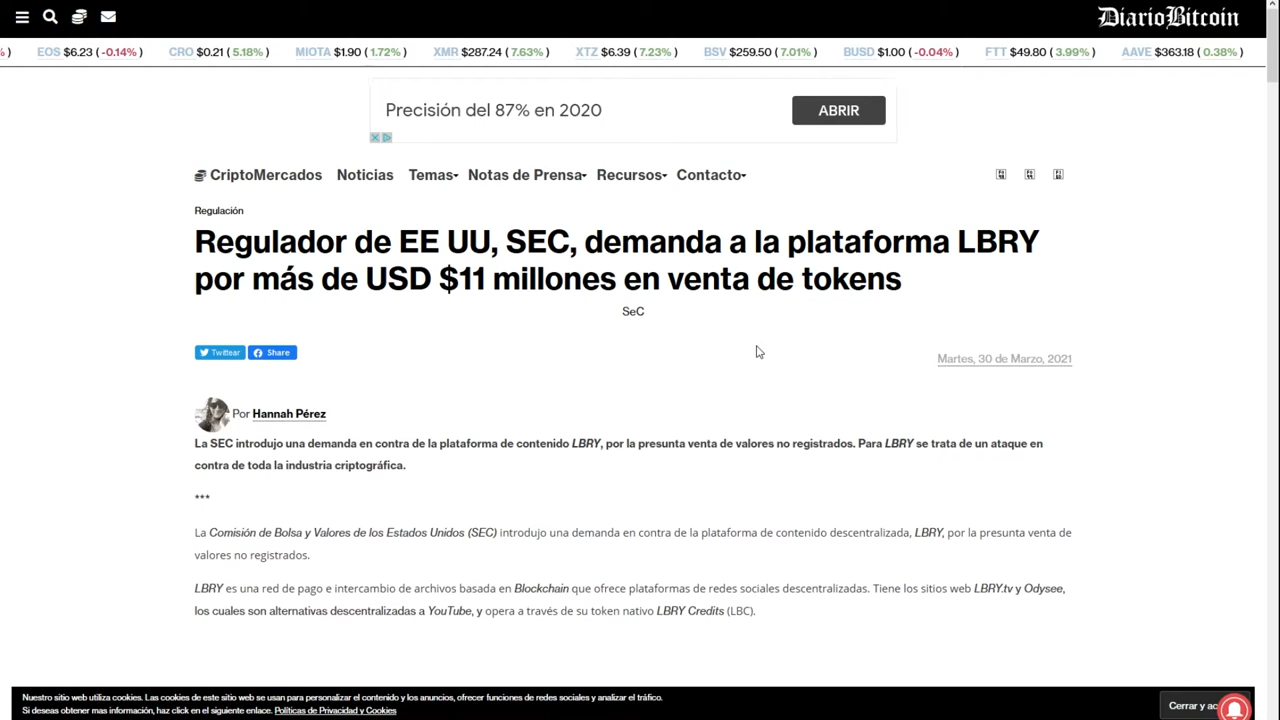 DiarioBitcoin
) EOS $6.23 (-0.14%) CRO $0.21 ( 5.18%) MIOTA $1.90 ( 1.72%) XMR $287.24 ( 7.63%) XTZ $6.39 ( 7.23%) BSV $259.50 ( 7.01%) BUSD $1.00 ( -0.04%) FTT $49.80 ( 3.99%) AAVE $363.18 ( 0.38%)
Precisión del 87% en 2020
ABRIR
CriptoMercados Noticias Temas Notas de Prensa Recursos Contacto
Regulación
Regulador de EE UU, SEC, demanda a la plataforma LBRY
por más de USD $11 millones en venta de tokens
SeC
Twittear Share
Martes, 30 de Marzo, 2021
Por Hannah Pérez
La SEC introdujo una demanda en contra de la plataforma de contenido LBRY, por la presunta venta de valores no registrados. Para LBRY se trata de un ataque en
contra de toda la industria criptográfica.
***
La Comisión de Bolsa y Valores de los Estados Unidos (SEC) introdujo una demanda en contra de la plataforma de contenido descentralizada, LBRY, por la presunta venta de
valores no registrados.
LBRY es una red de pago e intercambio de archivos basada en Blockchain que ofrece plataformas de redes sociales descentralizadas. Tiene los sitios web LBRY.tv y Odysee,
los cuales son alternativas descentralizadas a YouTube, y opera a través de su token nativo LBRY Credits (LBC).
Nuestro sitio web utiliza cookies. Las cookies de este sitio web se usan para personalizar el contenido y los anuncios, ofrecer funciones de redes sociales y analizar el tráfico.
Si deseas obtener mas información, haz click en el siguiente enlace. Políticas de Privacidad y Cookies
Cerrar y